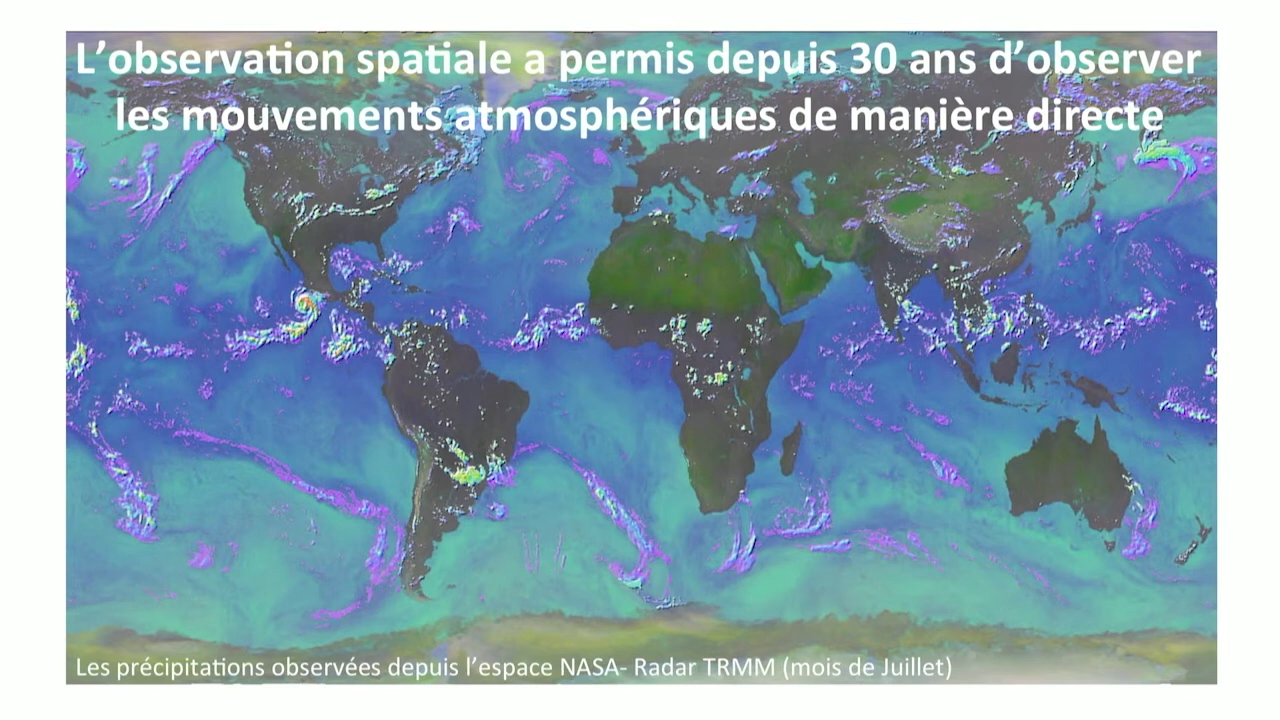 L’observation spatiale a permis depuis 30 ans d’observer
les mouvements atmosphériques de manière directe
Les précipitations observées depuis l’espace NASA- Radar TRMM (mois de Juillet)